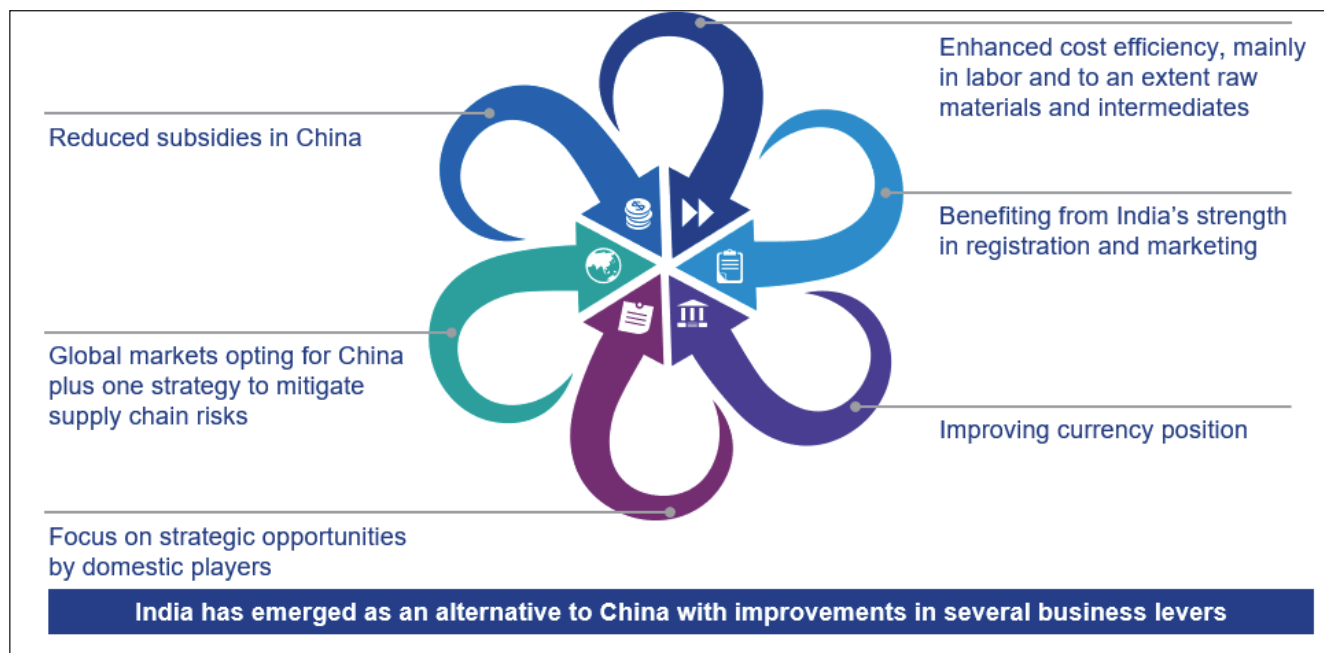 Enhanced cost efficiency, mainly
in labor and to an extent raw
materials and intermediates
Reduced subsidies in China
Benefiting from India’s strength
in registration and marketing
Global markets opting for China
plus one strategy to mitigate
supply chain risks
Improving currency position
Focus on strategic opportunities
by domestic players
India has emerged as an alternative to China with improvements in several business levers